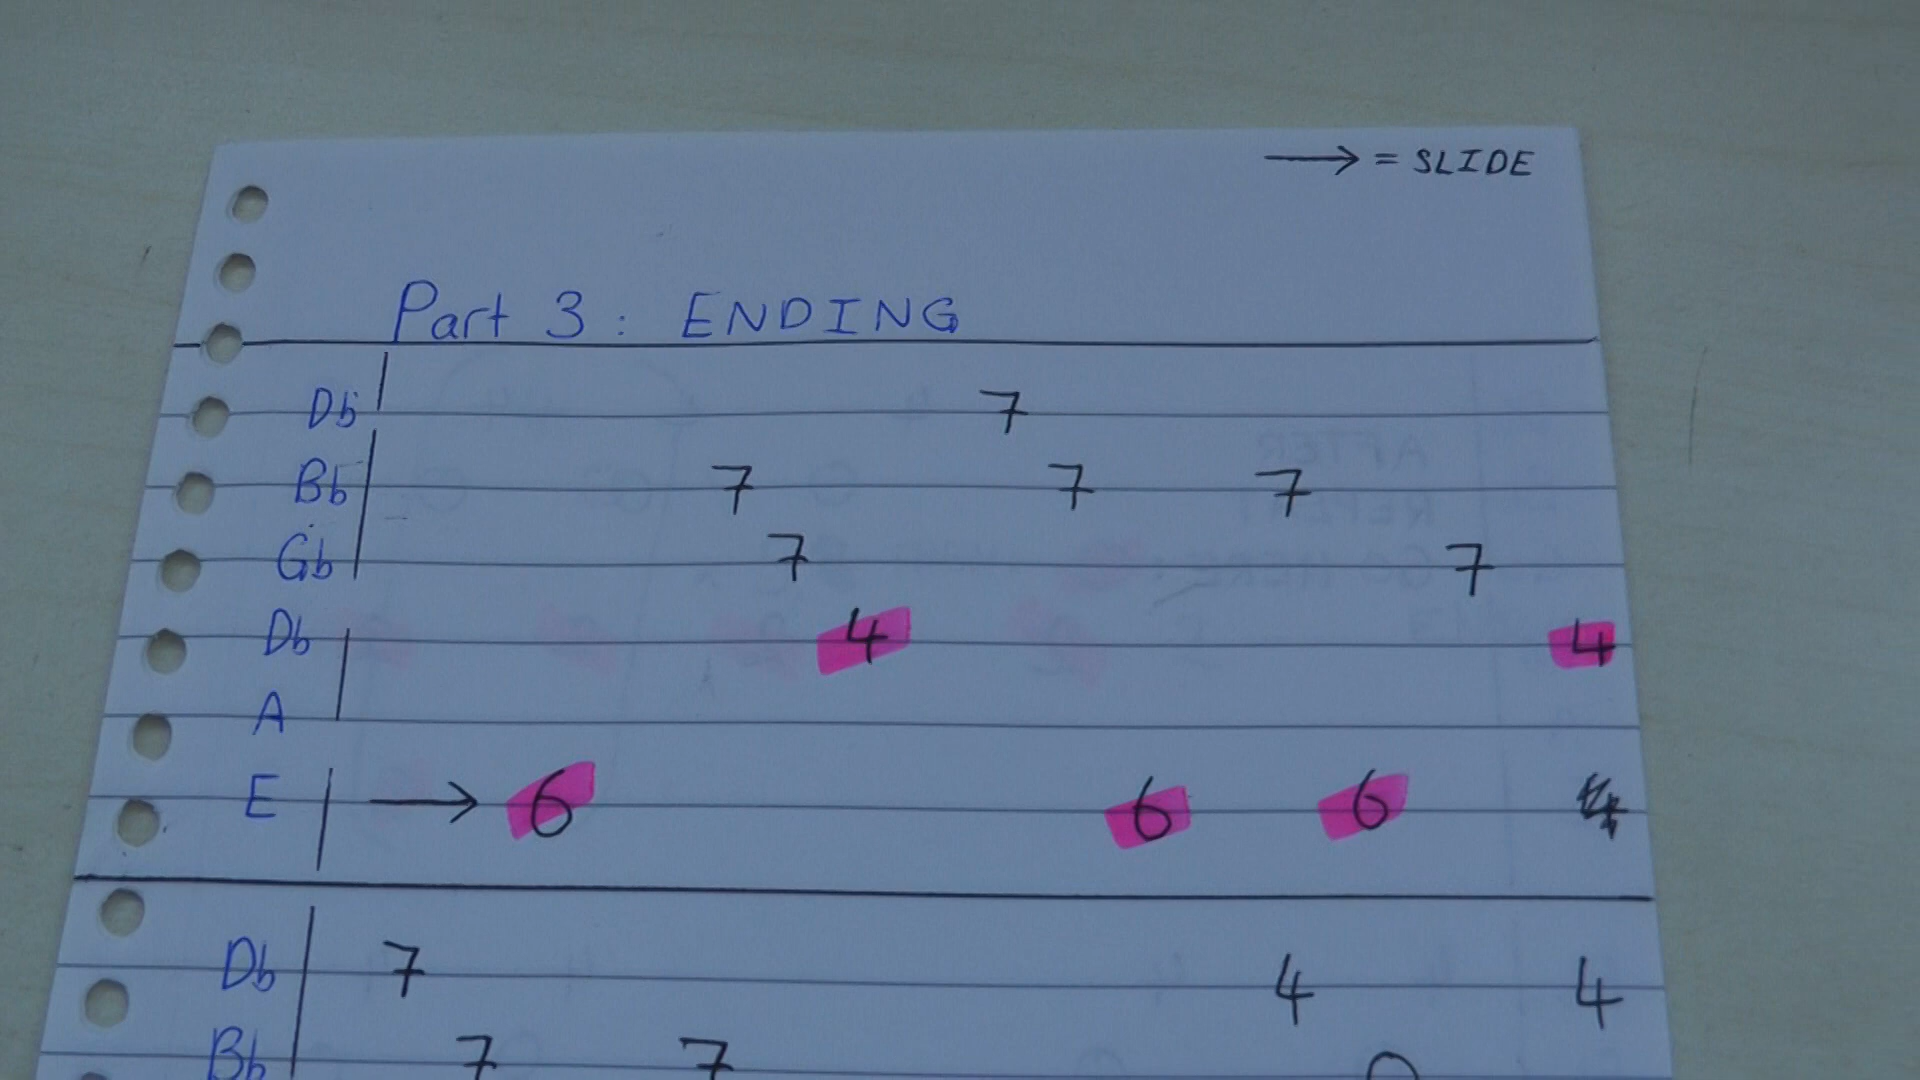 → = SLIDE
Part 3 : ENDING
Db 7
Bb 7 7 7
Gb 7 7
Db 4 4
A
E → 6 6 6
Db 7 4 4
Bb 7 7